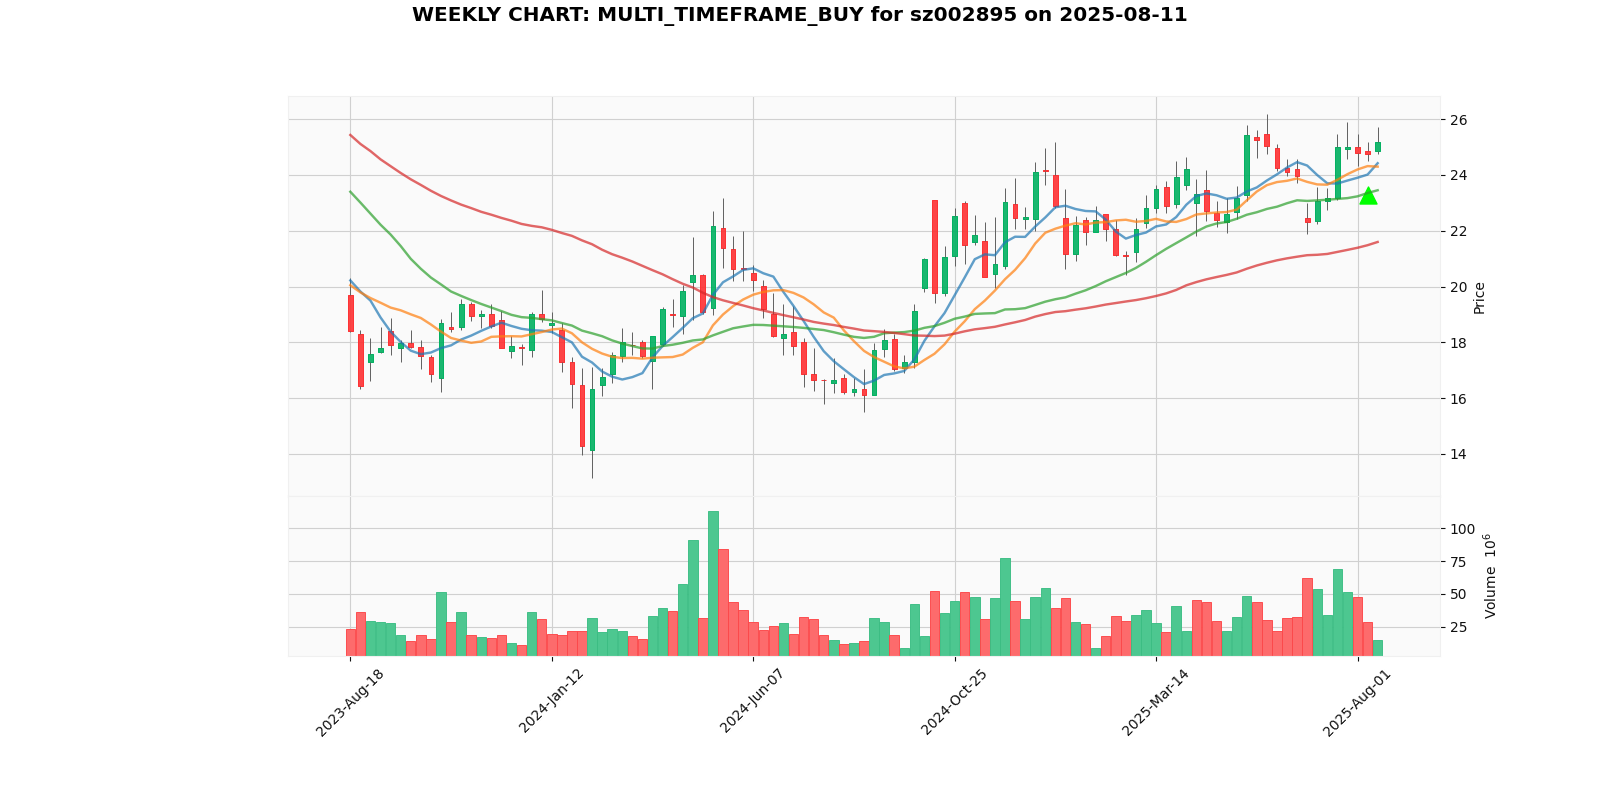 WEEKLY CHART: MULTI_TIMEFRAME_BUY for sz002895 on 2025-08-11
26
24
22
20
18
16
14
Price
100
75
50
25
Volume 10⁶
2023-Aug-18
2024-Jan-12
2024-Jun-07
2024-Oct-25
2025-Mar-14
2025-Aug-01